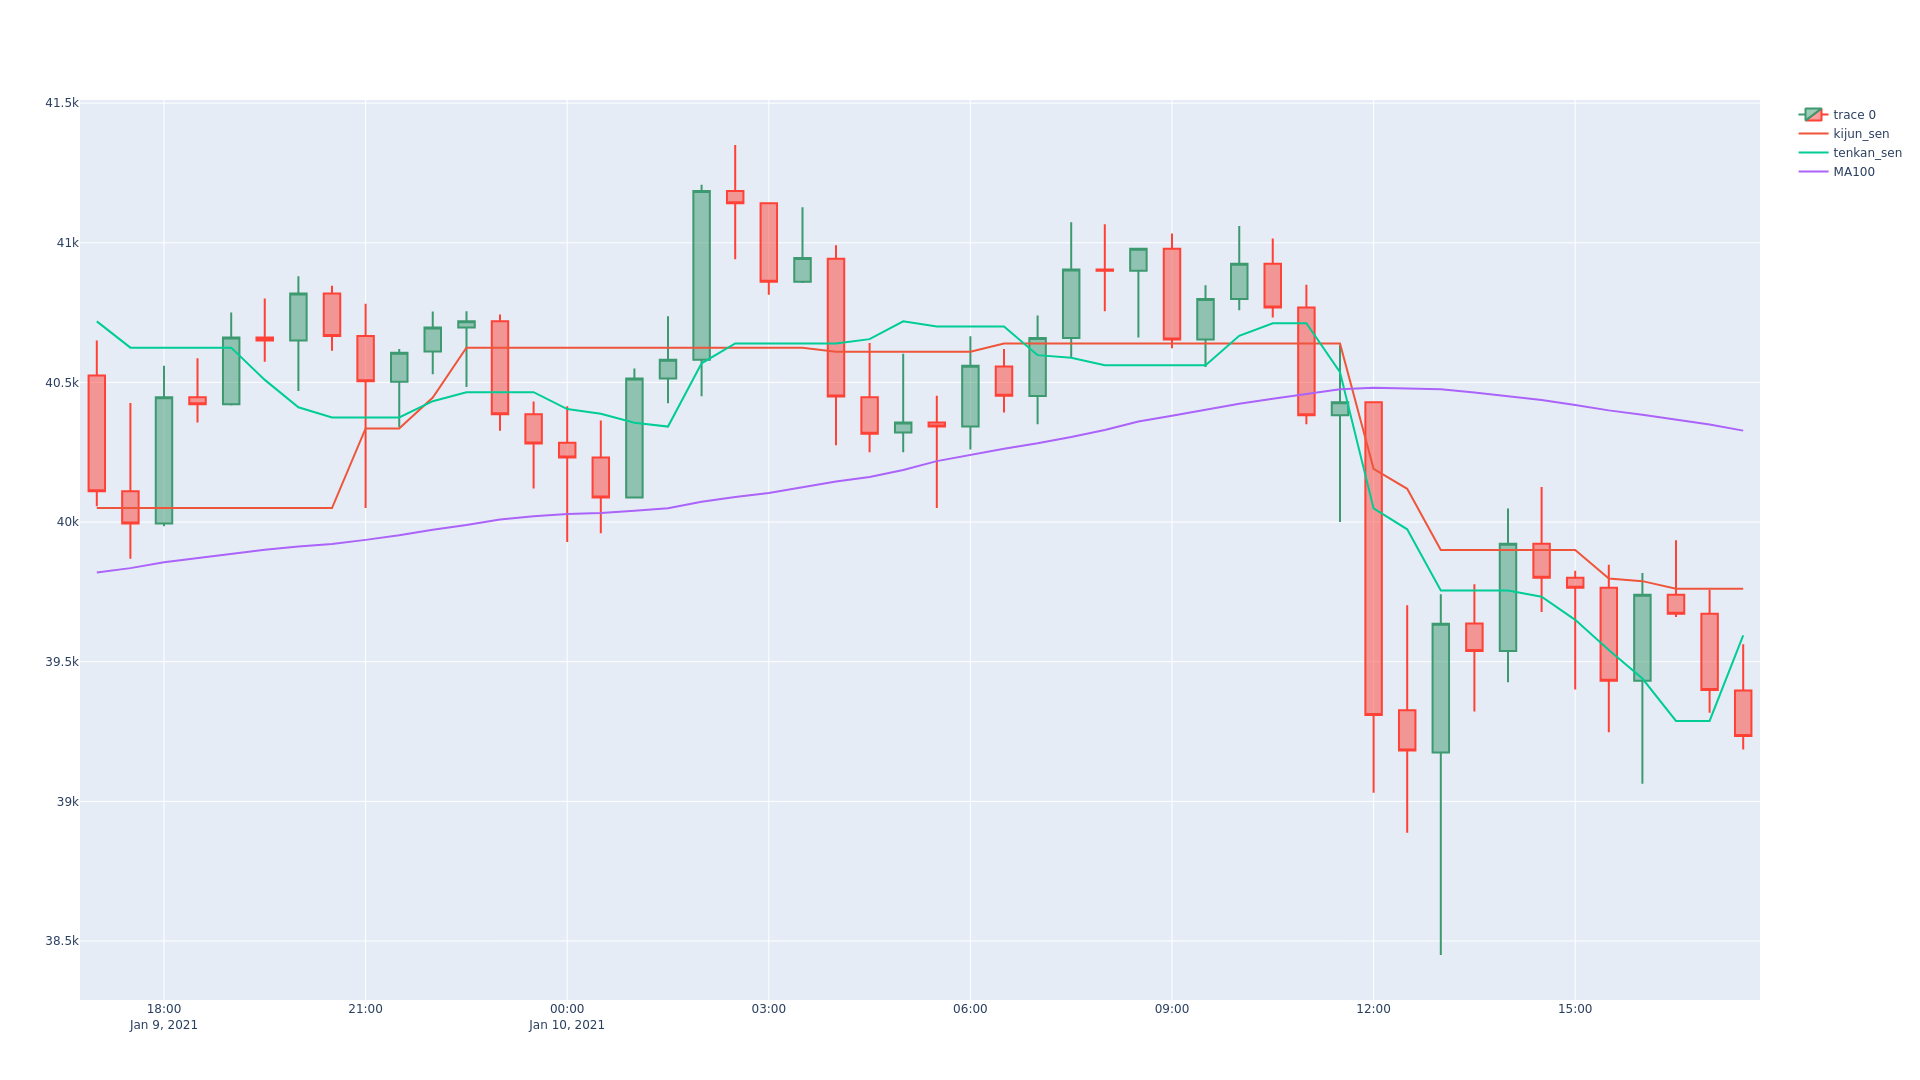 41.5k
41k
40.5k
40k
39.5k
39k
38.5k
18:00
Jan 9, 2021
21:00
00:00
Jan 10, 2021
03:00
06:00
09:00
12:00
15:00
trace 0
kijun_sen
tenkan_sen
MA100